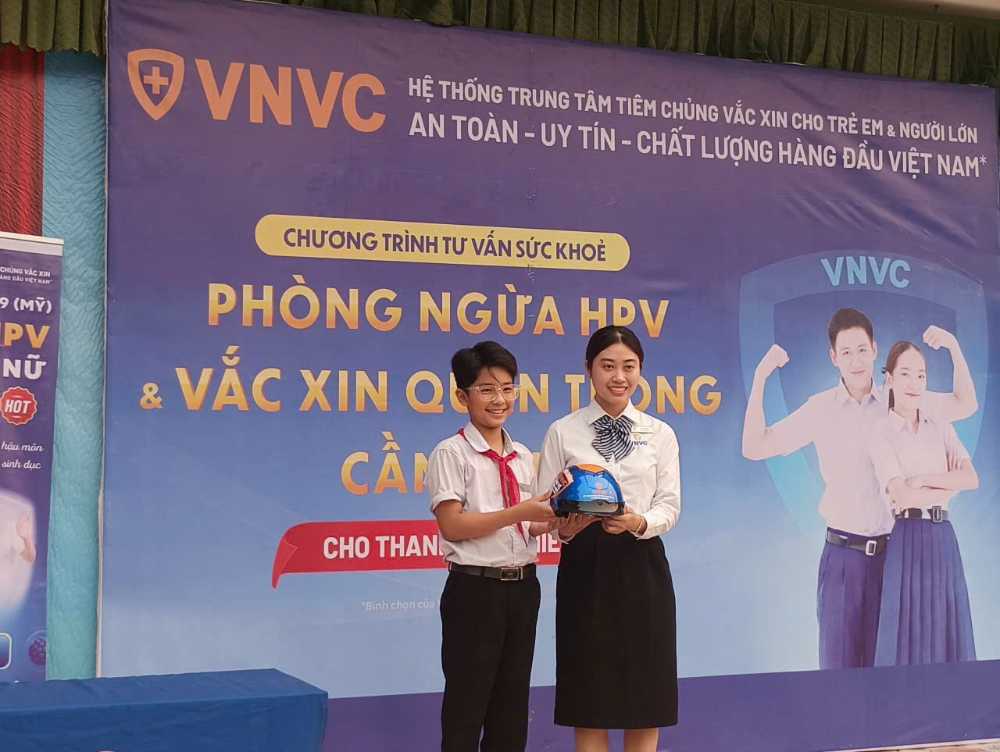 VNVC
HỆ THỐNG TRUNG TÂM TIÊM CHỦNG VẮC XIN CHO TRẺ EM & NGƯỜI LỚN
AN TOÀN - UY TÍN - CHẤT LƯỢNG HÀNG ĐẦU VIỆT NAM*
CHƯƠNG TRÌNH TƯ VẤN SỨC KHOẺ
PHÒNG NGỪA HPV
& VẮC XIN QU N TRỌNG
CẦN
CHO THAN
*Bình chọn của
VNVC
VNVC
CHỦNG VẮC XIN
HÀNG ĐẦU VIỆT NAM*
9 (MỸ)
HPV
NỮ
HOT
hậu môn
sinh dục